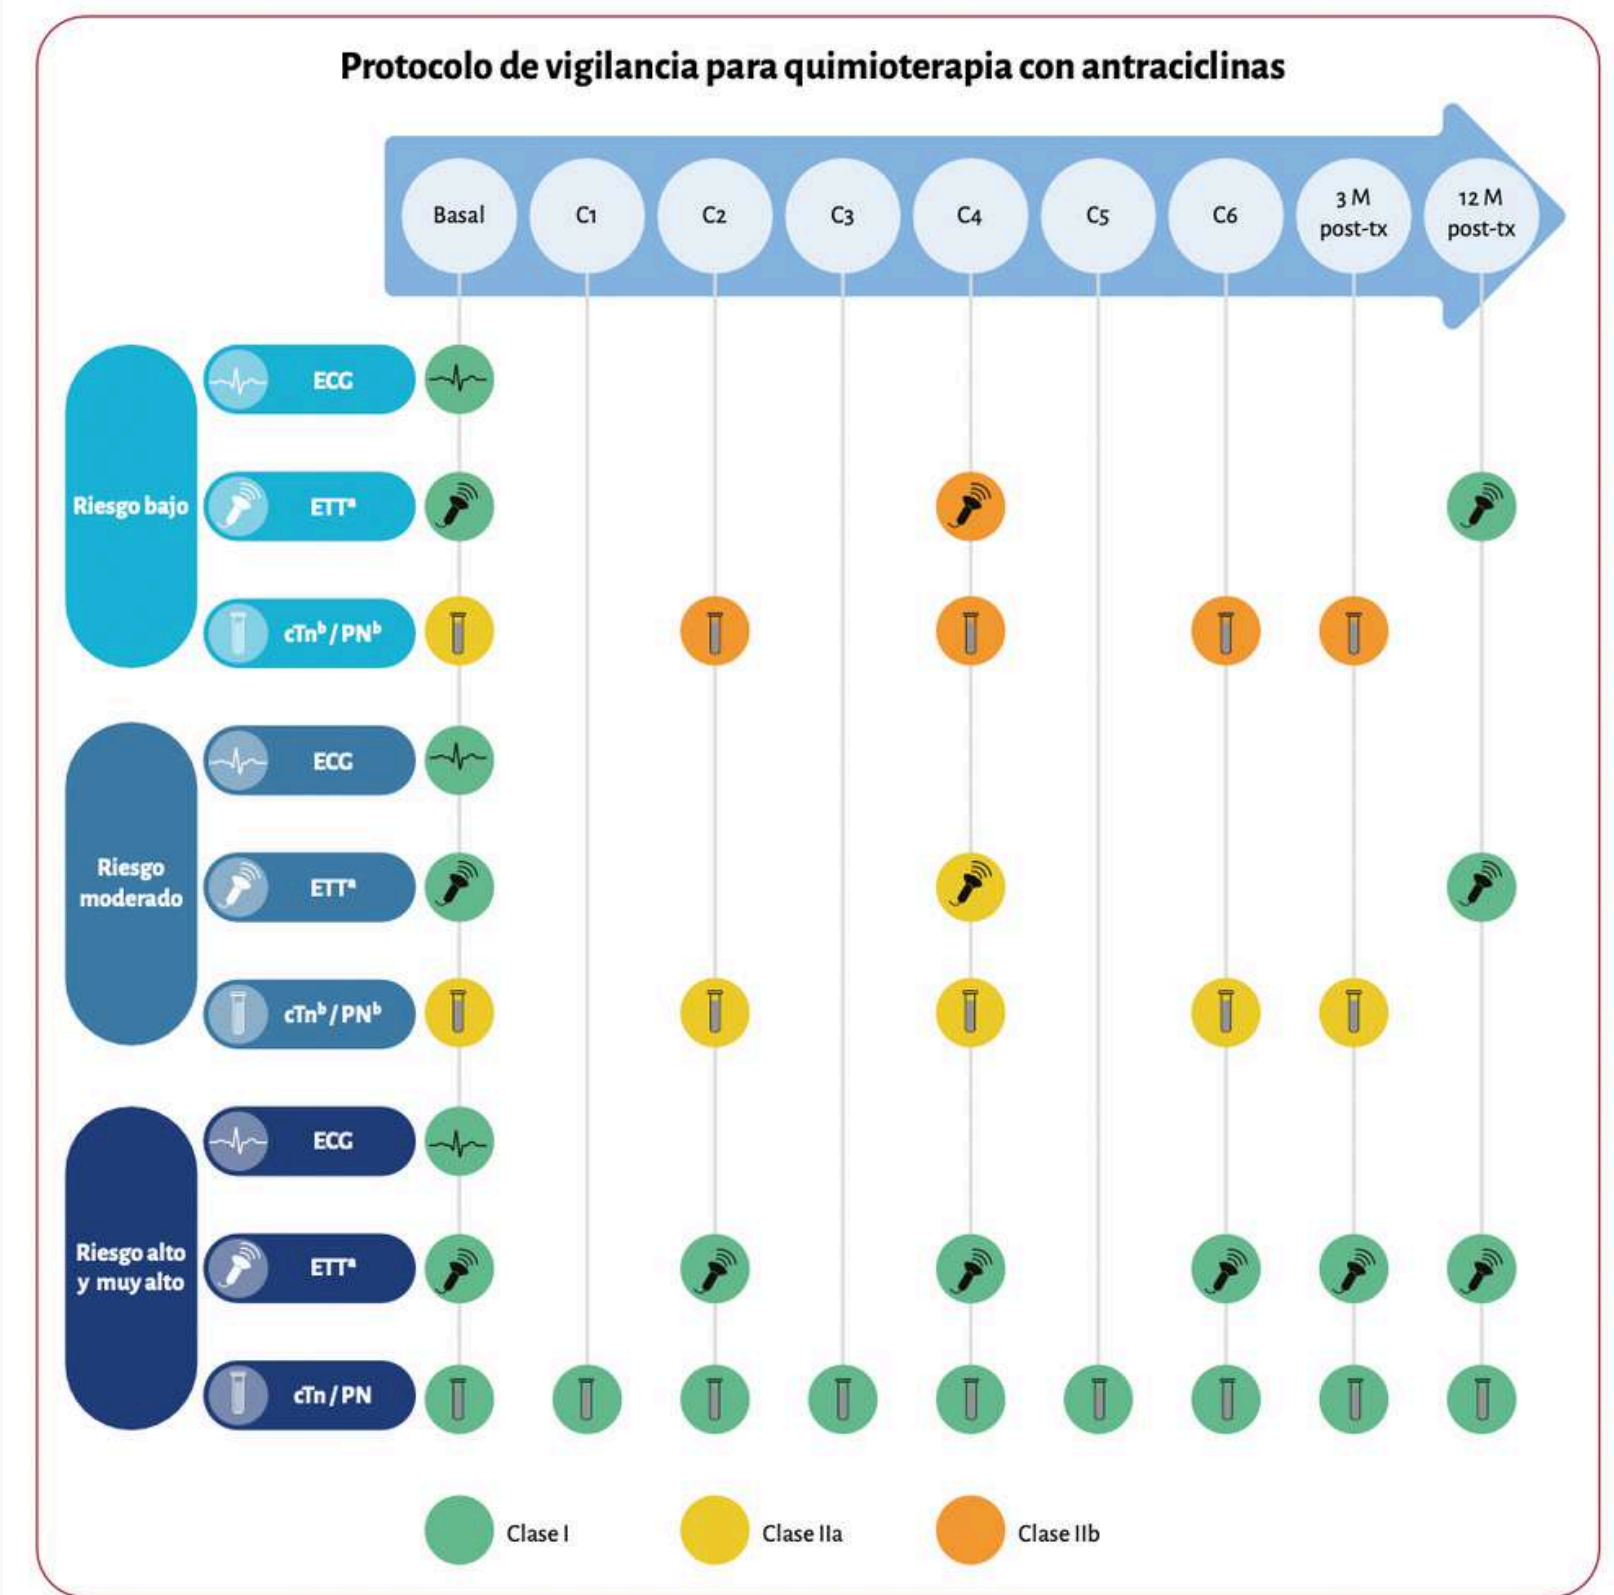 Protocolo de vigilancia para quimioterapia con antraciclinas
Basal
C1
C2
C3
C4
C5
C6
3 M
post-tx
12 M
post-tx
Riesgo bajo
ECG
ETTª
cTnᵇ / PNᵇ
Riesgo
moderado
ECG
ETTª
cTnᵇ / PNᵇ
Riesgo alto
y muy alto
ECG
ETTª
cTn / PN
Clase I
Clase IIa
Clase IIb